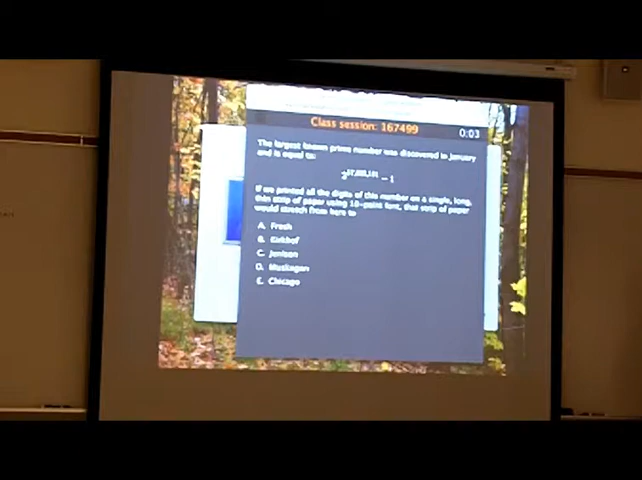 Class session: 167499
0:03
The largest known prime number was discovered in January
and is equal to:
− 1
If we printed all the digits of this number on a single, long,
thin strip of paper using 10-point font, that strip of paper
would stretch from here to
A. Fresh
B. Kirkhof
C. Jenison
D. Muskegon
E. Chicago